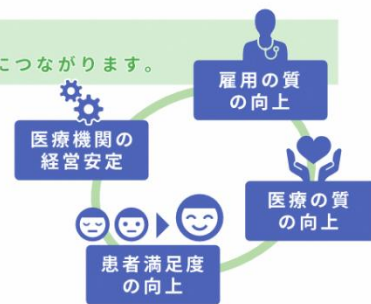 につながります。
雇用の質
の向上
医療機関の
経営安定
医療の質
の向上
患者満足度
の向上